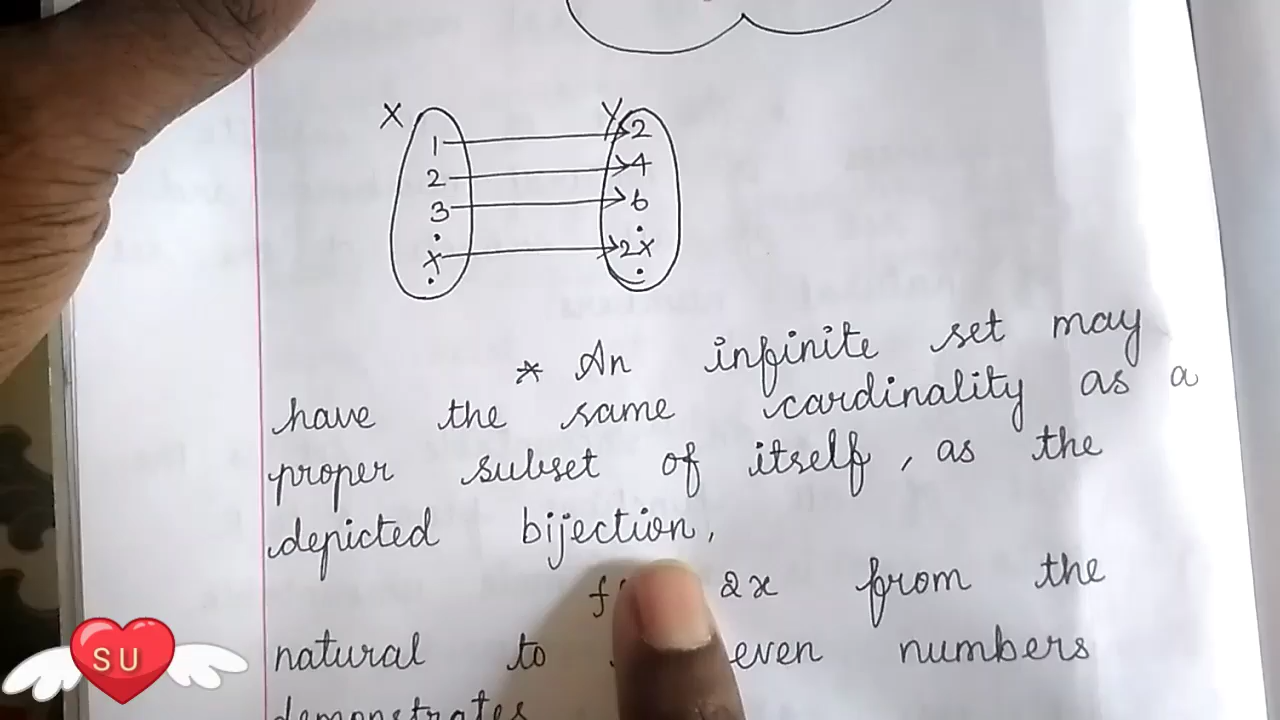 X Y
1 2
2 4
3 6
x 2x
* An infinite set may
have the same cardinality as a
proper subset of itself, as the
depicted bijection,
f 2x from the
natural to even numbers
demonstrates
SU